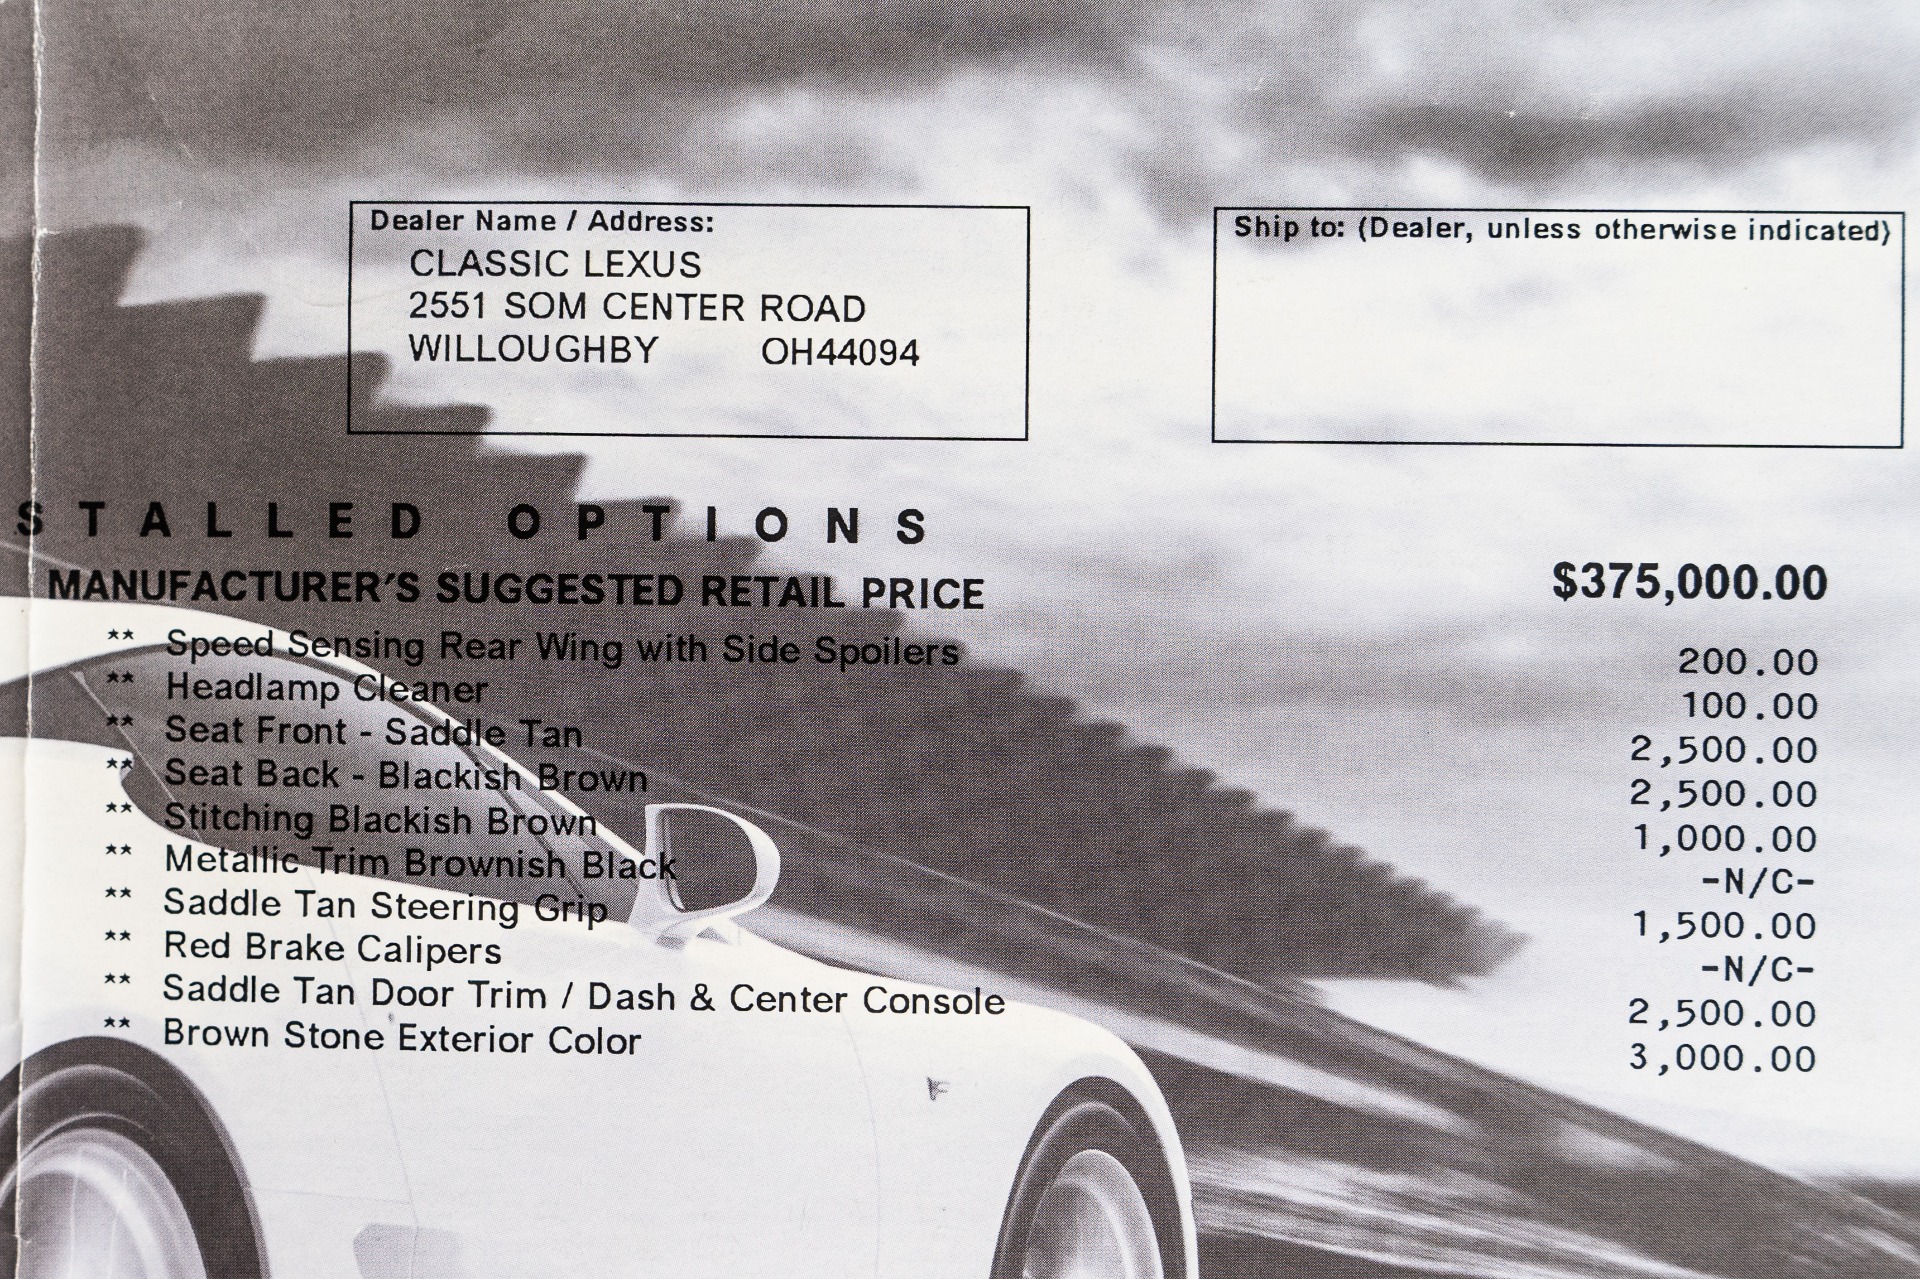 Dealer Name / Address:
CLASSIC LEXUS
2551 SOM CENTER ROAD
WILLOUGHBY OH44094
Ship to: (Dealer, unless otherwise indicated)
STALLED OPTIONS
MANUFACTURER'S SUGGESTED RETAIL PRICE $375,000.00
** Speed Sensing Rear Wing with Side Spoilers 200.00
** Headlamp Cleaner 100.00
** Seat Front - Saddle Tan 2,500.00
** Seat Back - Blackish Brown 2,500.00
** Stitching Blackish Brown 1,000.00
** Metallic Trim Brownish Black -N/C-
** Saddle Tan Steering Grip 1,500.00
** Red Brake Calipers -N/C-
** Saddle Tan Door Trim / Dash & Center Console 2,500.00
** Brown Stone Exterior Color 3,000.00